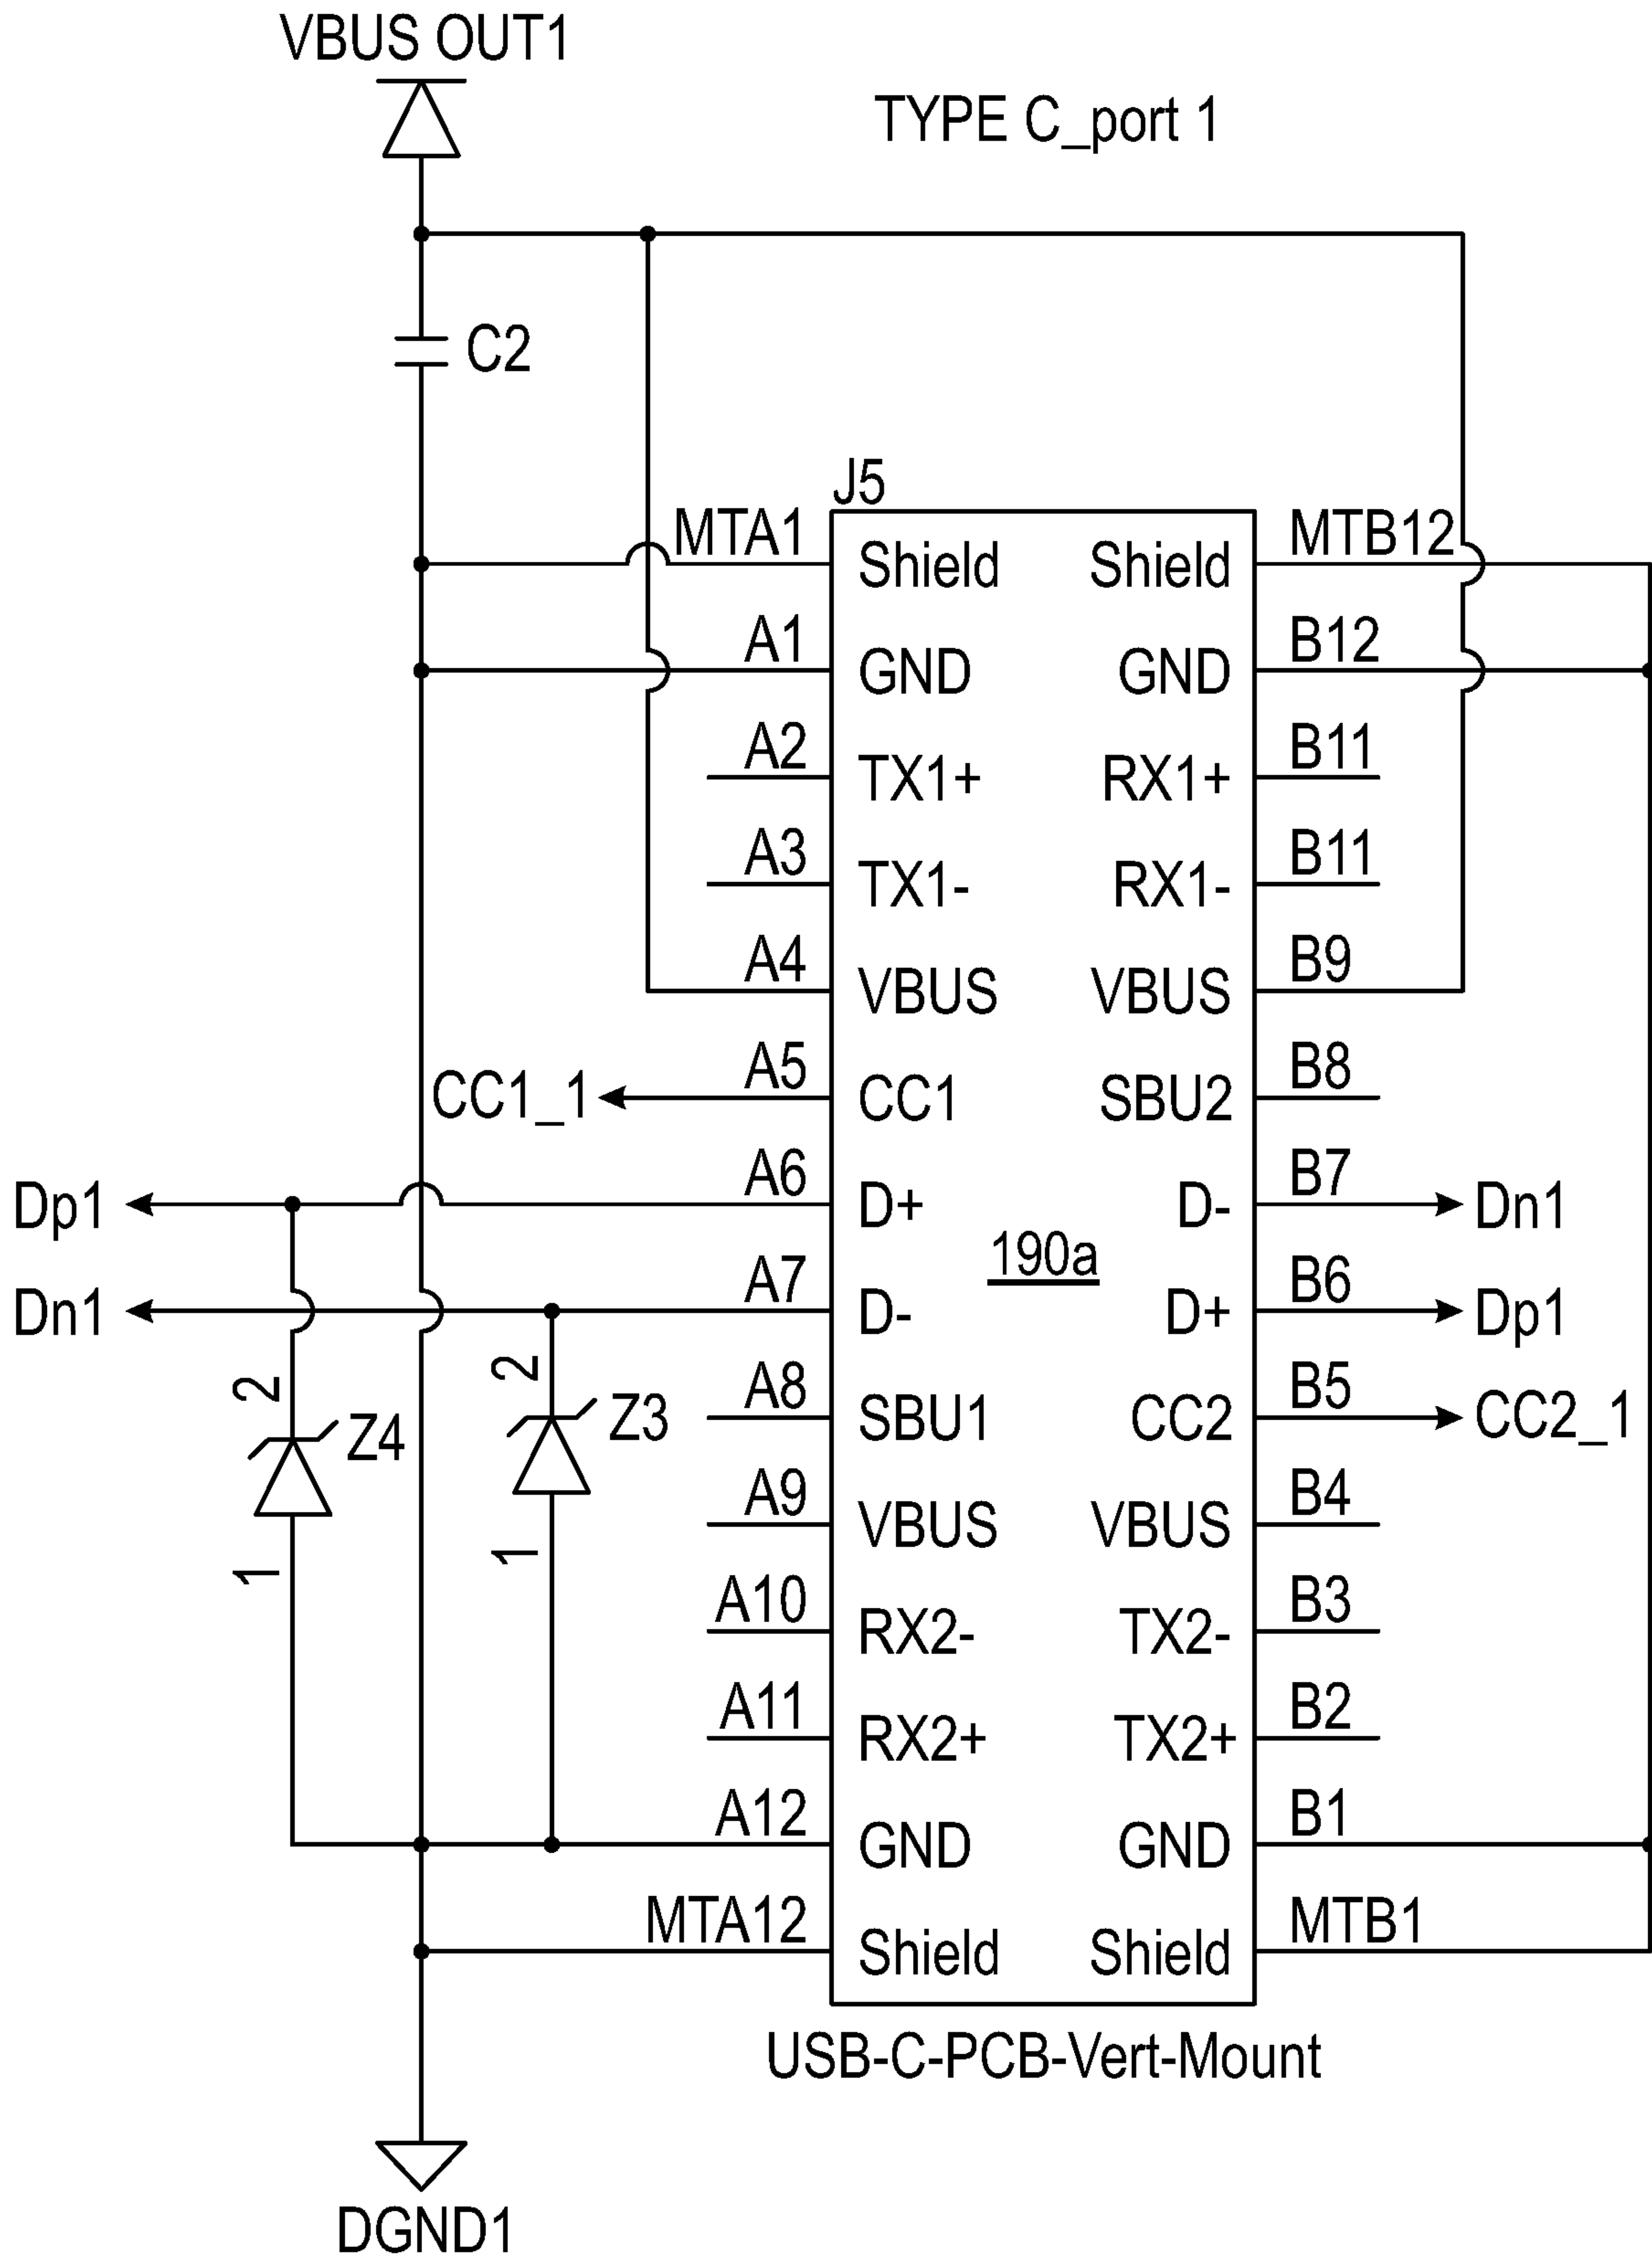 VBUS OUT1
TYPE C_port 1
C2
J5
MTA1 Shield Shield MTB12
A1 GND GND B12
A2 TX1+ RX1+ B11
A3 TX1- RX1- B11
A4 VBUS VBUS B9
CC1_1 A5 CC1 SBU2 B8
Dp1 A6 D+ D- B7 Dn1
190a
Dn1 A7 D- D+ B6 Dp1
2 Z4 2 Z3 A8 SBU1 CC2 B5 CC2_1
1 1 A9 VBUS VBUS B4
A10 RX2- TX2- B3
A11 RX2+ TX2+ B2
A12 GND GND B1
MTA12 Shield Shield MTB1
USB-C-PCB-Vert-Mount
DGND1